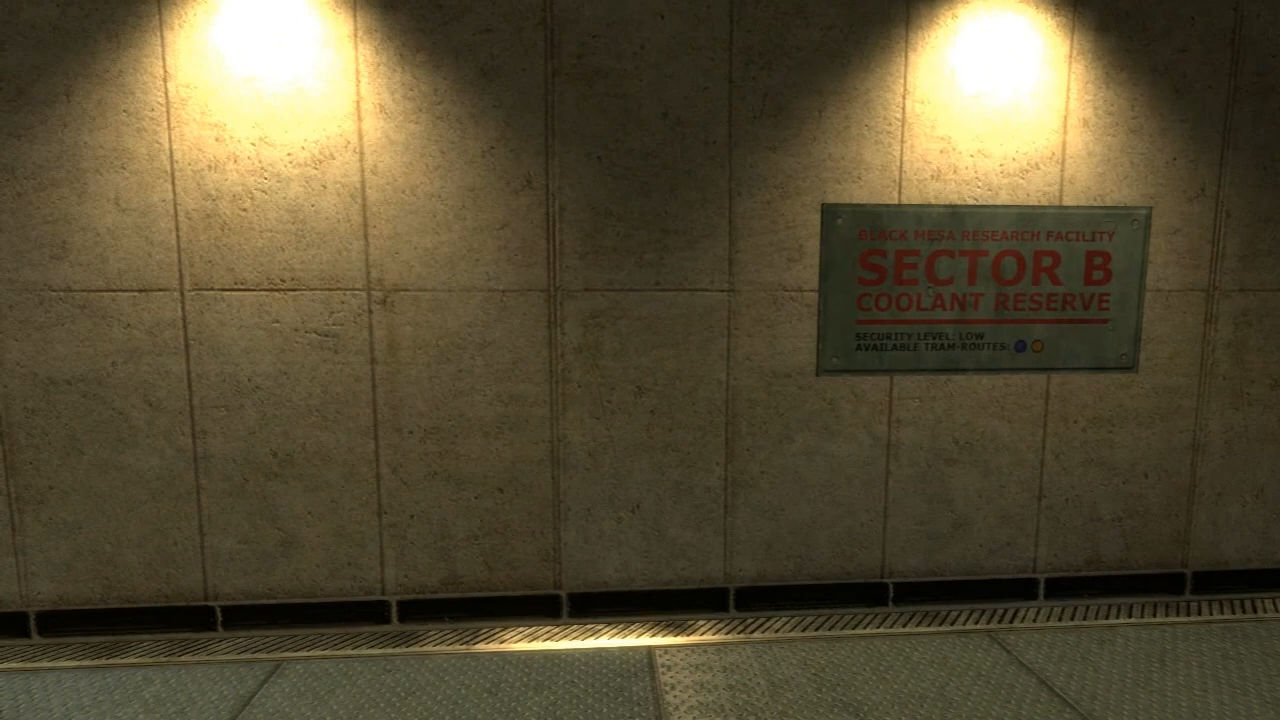 BLACK MESA RESEARCH FACILITY
SECTOR B
COOLANT RESERVE
SECURITY LEVEL: LOW
AVAILABLE TRAM-ROUTES: